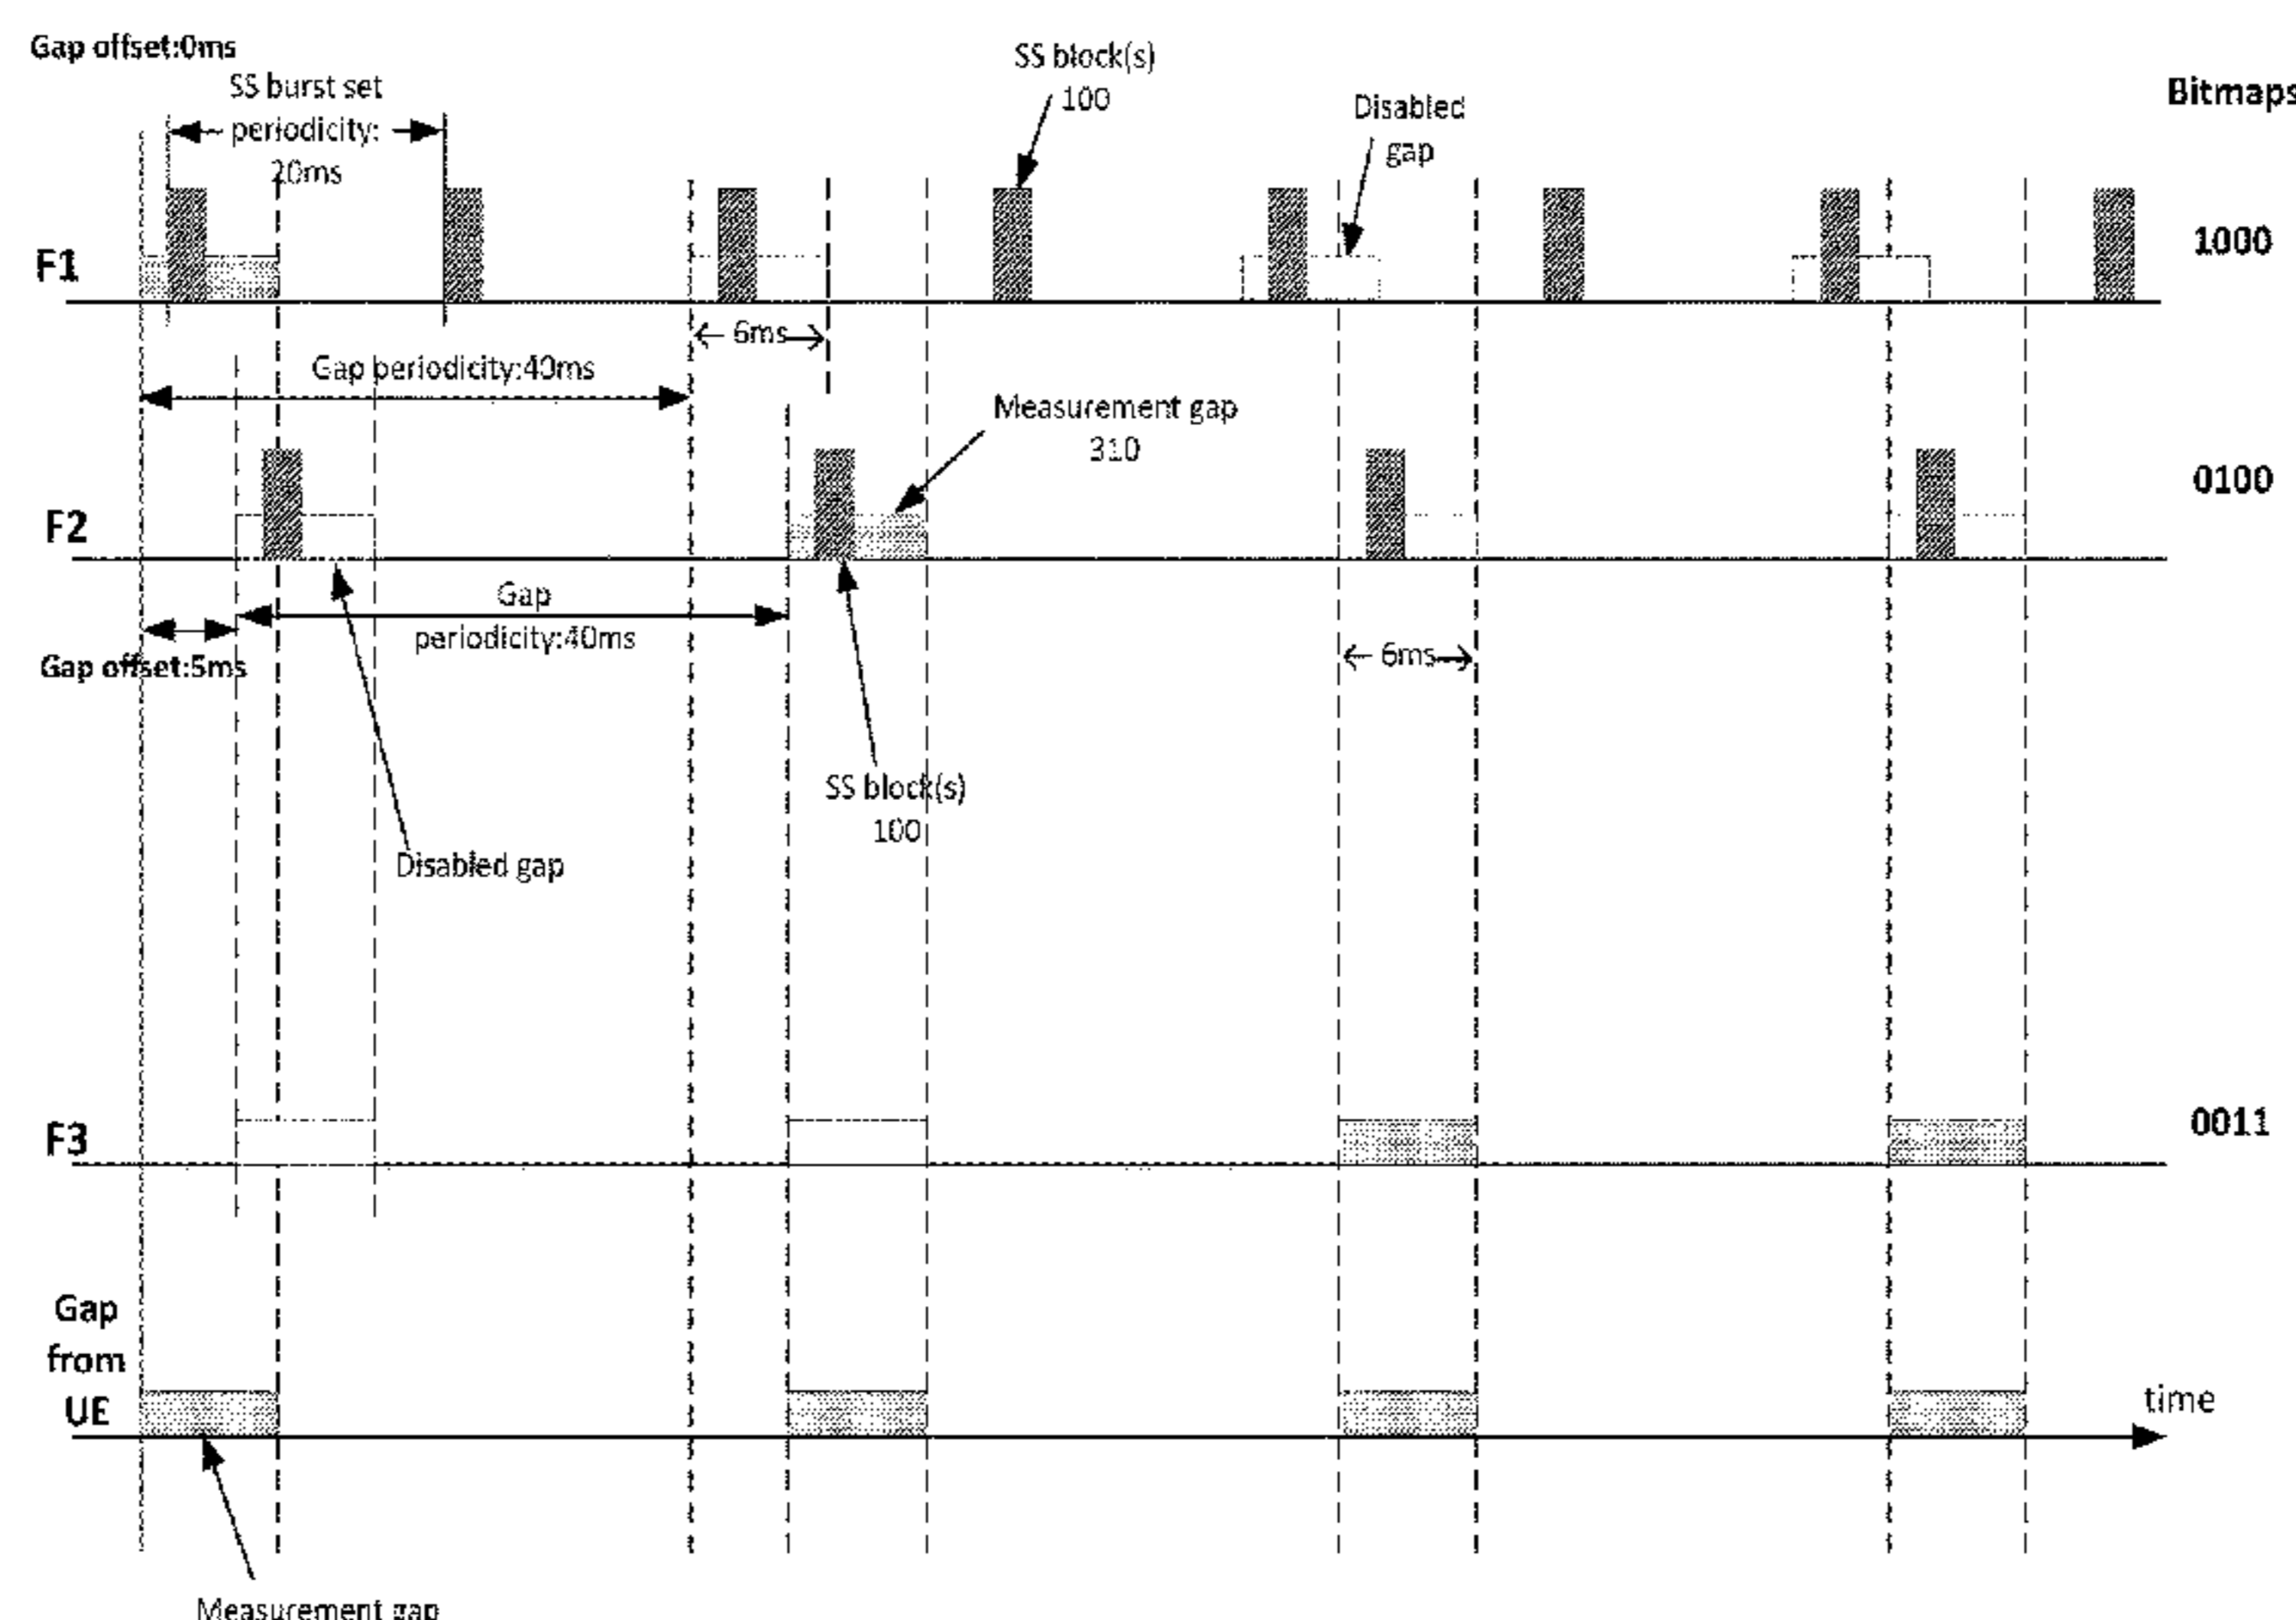 Gap offset:0ms
SS burst set
periodicity:
20ms
SS block(s)
100
Disabled
gap
Bitmaps
F1
1000
6ms
Gap periodicity:40ms
Measurement gap
310
F2
0100
Gap
periodicity:40ms
Gap offset:5ms
6ms
SS block(s)
100
Disabled gap
F3
0011
Gap
from
UE
time
Measurement gap